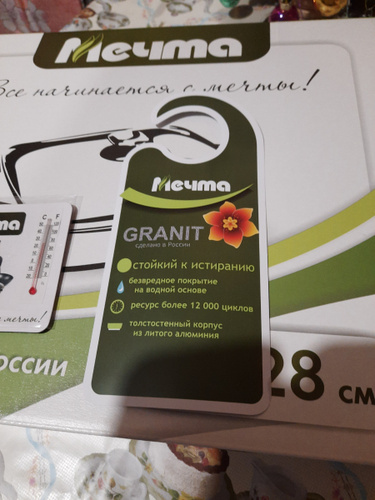 Мечта
Все начинается с мечты!
Мечта
GRANIT
сделано в России
стойкий к истиранию
безвредное покрытие
на водной основе
ресурс более 12 000 циклов
толстостенный корпус
из литого алюминия
C F
мечты!
28 см